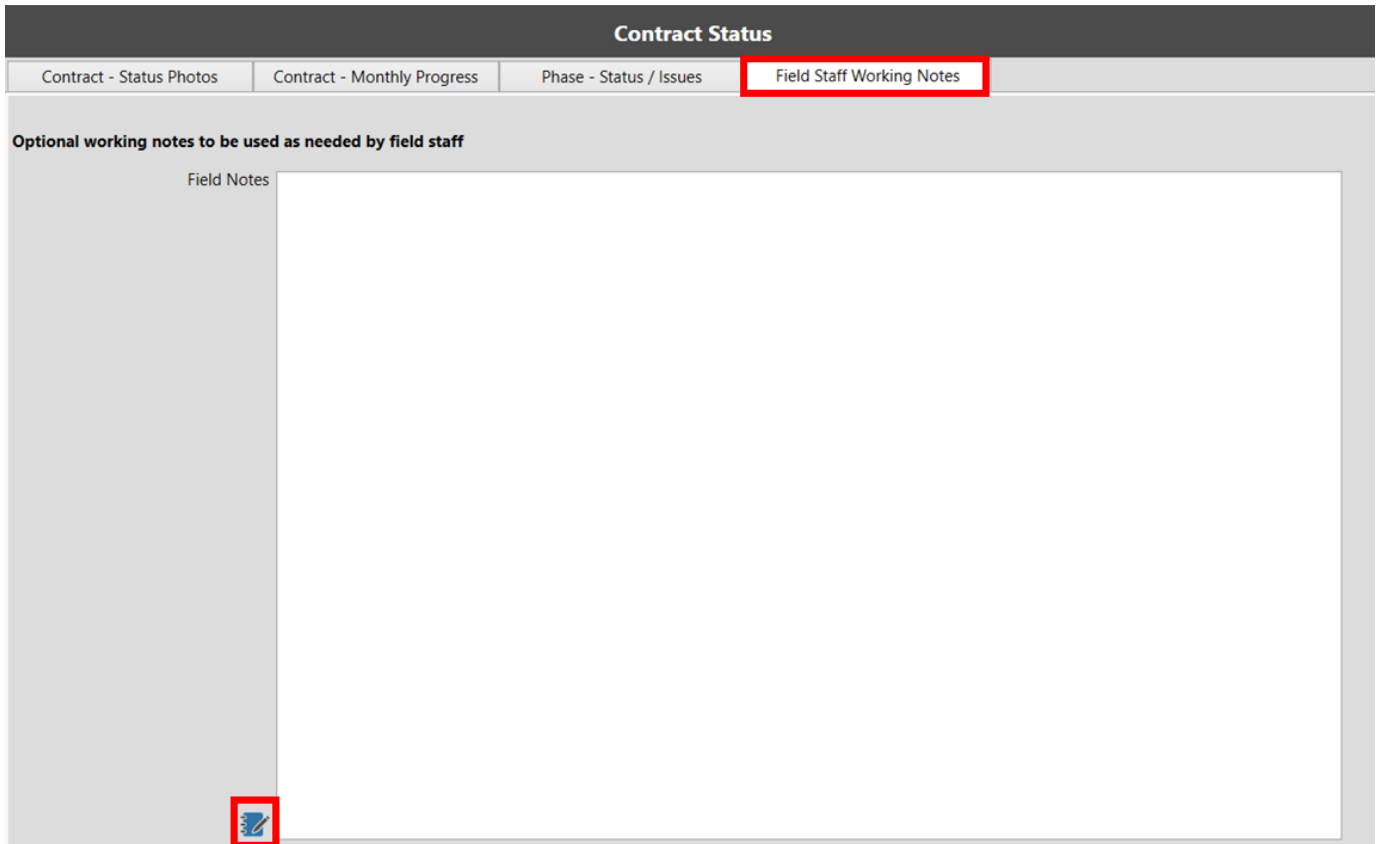 Contract Status
Contract - Status Photos
Contract - Monthly Progress
Phase - Status / Issues
Field Staff Working Notes
Optional working notes to be used as needed by field staff
Field Notes